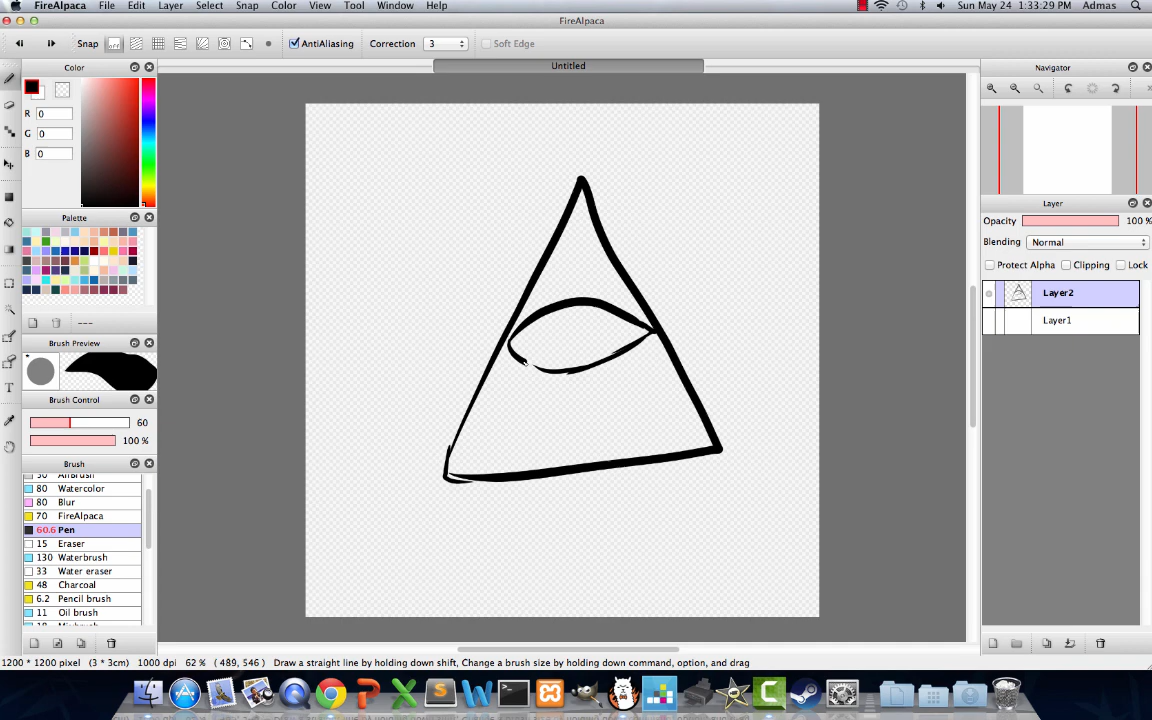 FireAlpaca File Edit Layer Select Snap Color View Tool Window Help Sun May 24 1:33:29 PM Admas
FireAlpaca
Snap off AntiAliasing Correction 3 Soft Edge
Color
Untitled
Navigator
R 0
G 0
B 0
Layer
Palette
Opacity 100 %
Blending Normal
Protect Alpha Clipping Lock
Layer2
Layer1
---
Brush Preview
Brush Control
60
100 %
Brush
50 AirBrush
80 Watercolor
80 Blur
70 FireAlpaca
60.6 Pen
15 Eraser
130 Waterbrush
33 Water eraser
48 Charcoal
6.2 Pencil brush
11 Oil brush
1200 * 1200 pixel (3 * 3cm) 1000 dpi 62 % (489, 546) Draw a straight line by holding down shift, Change a brush size by holding down command, option, and drag